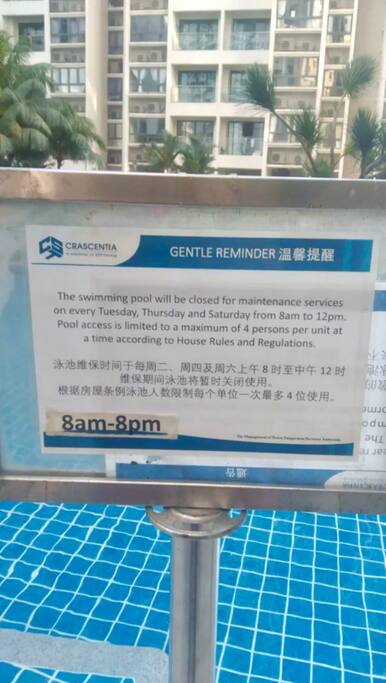 CRASCENTIA
GENTLE REMINDER 温馨提醒
The swimming pool will be closed for maintenance services
on every Tuesday, Thursday and Saturday from 8am to 12pm.
Pool access is limited to a maximum of 4 persons per unit at
a time according to House Rules and Regulations.
泳池维保时间于每周二、周四及周六上午 8 时至中午 12 时
维保期间泳池将暂时关闭使用。
根据房屋条例泳池人数限制每个单位一次最多 4 位使用。
8am-8pm